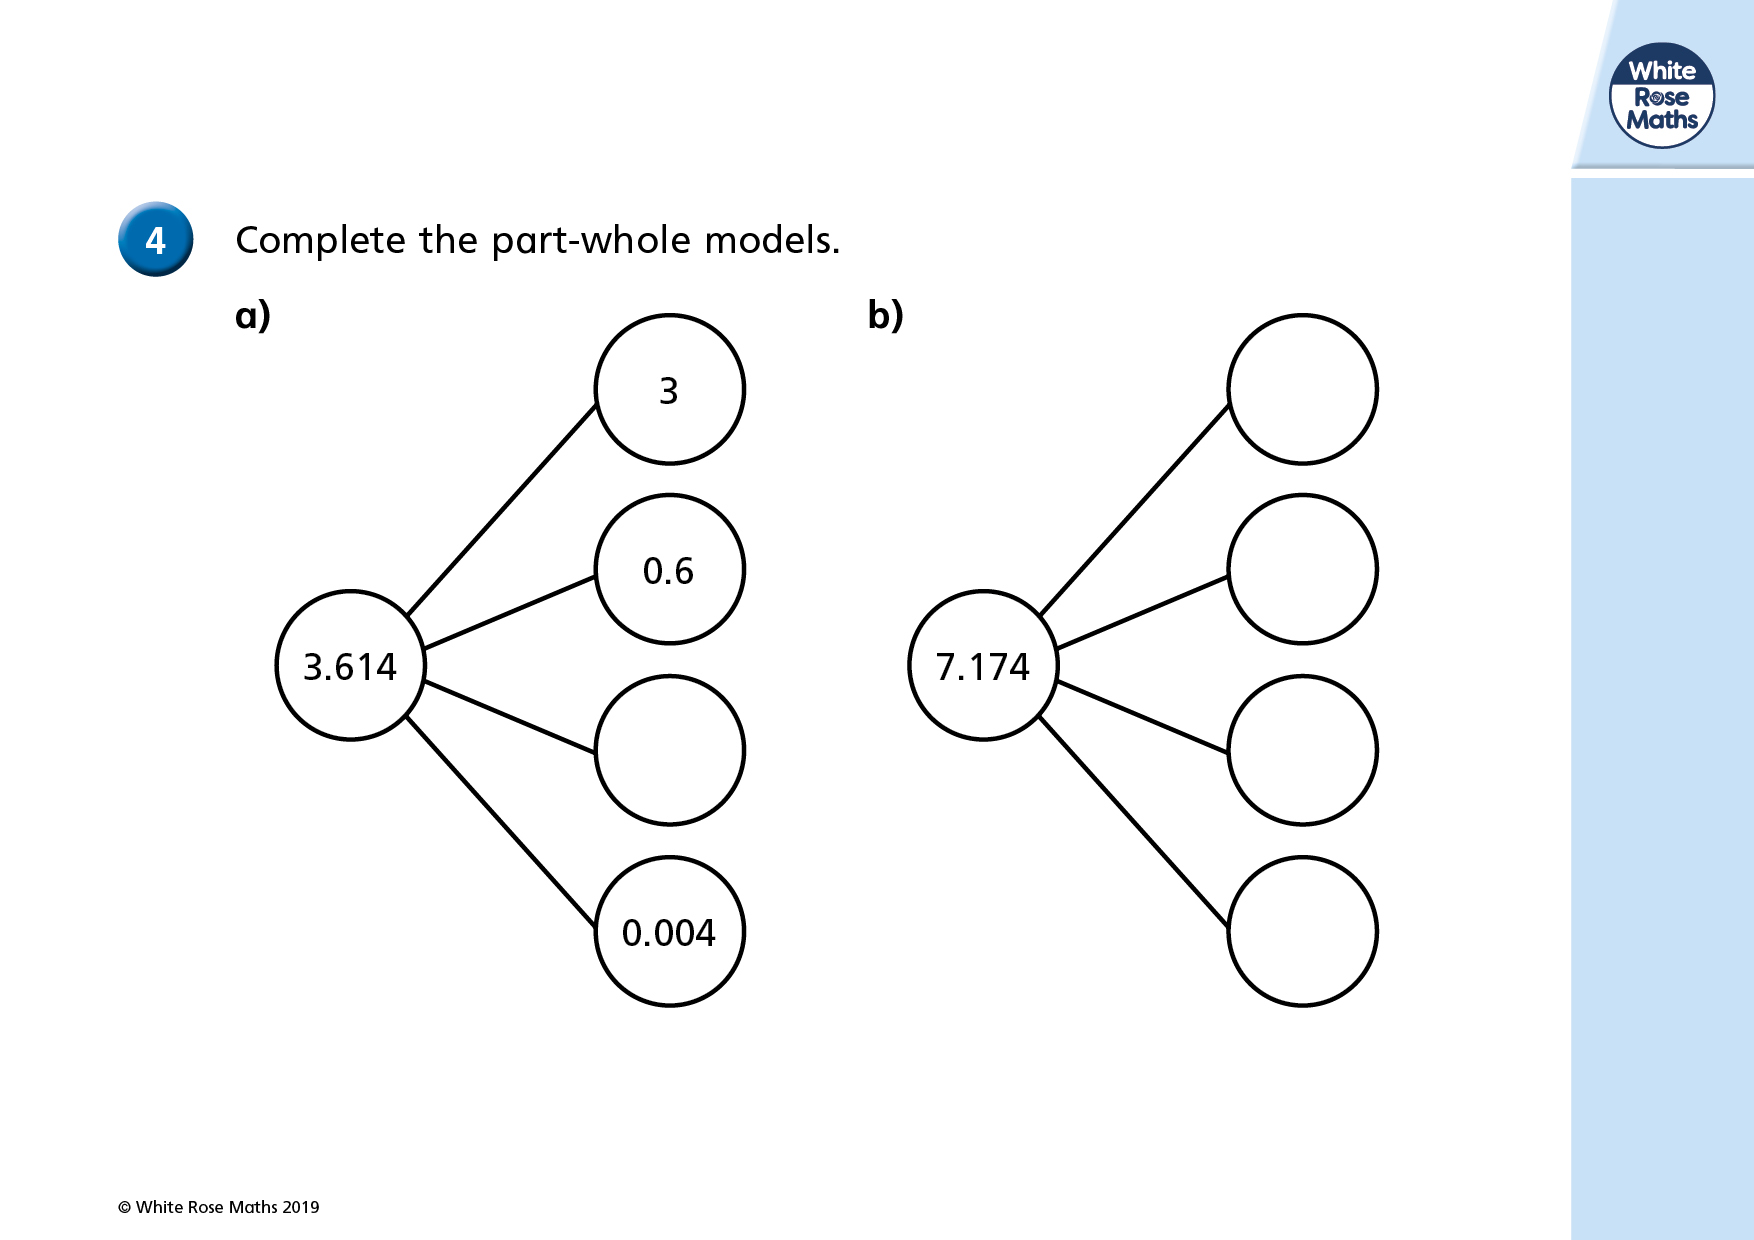 White
Rose
Maths
4 Complete the part-whole models.
a)
3
0.6
3.614
0.004
b)
7.174
© White Rose Maths 2019